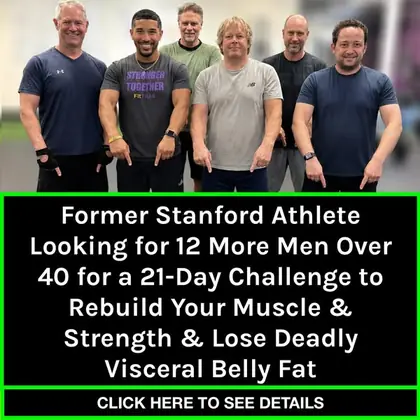 STRONGER
TOGETHER
Former Stanford Athlete
Looking for 12 More Men Over
40 for a 21-Day Challenge to
Rebuild Your Muscle &
Strength & Lose Deadly
Visceral Belly Fat
CLICK HERE TO SEE DETAILS